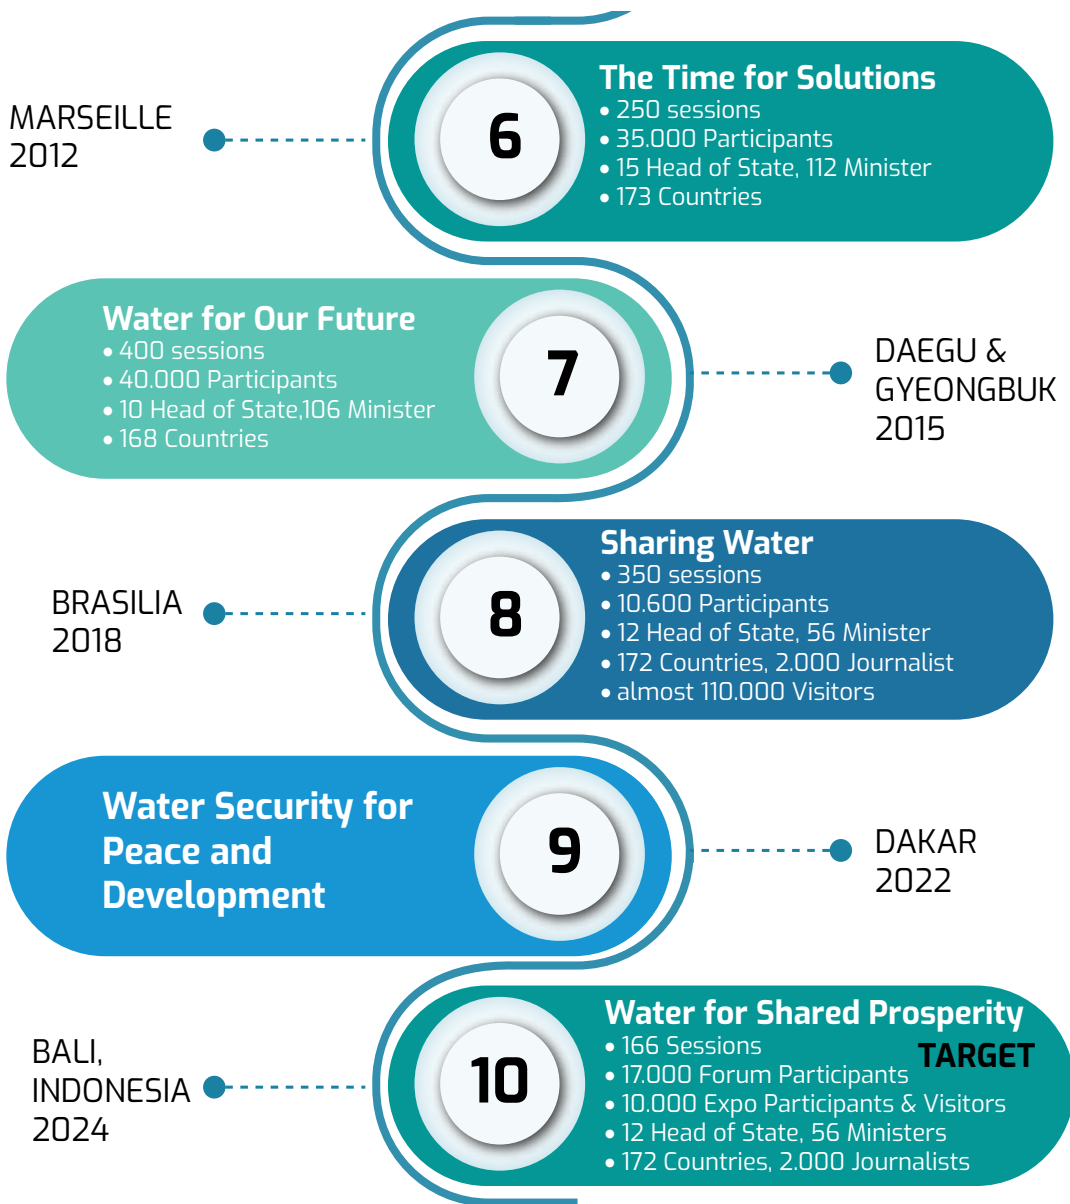 MARSEILLE
2012
6
The Time for Solutions
• 250 sessions
• 35.000 Participants
• 15 Head of State, 112 Minister
• 173 Countries
Water for Our Future
• 400 sessions
• 40.000 Participants
• 10 Head of State,106 Minister
• 168 Countries
7
DAEGU &
GYEONGBUK
2015
BRASILIA
2018
8
Sharing Water
• 350 sessions
• 10.600 Participants
• 12 Head of State, 56 Minister
• 172 Countries, 2.000 Journalist
• almost 110.000 Visitors
Water Security for
Peace and
Development
9
DAKAR
2022
BALI,
INDONESIA
2024
10
Water for Shared Prosperity
TARGET
• 166 Sessions
• 17.000 Forum Participants
• 10.000 Expo Participants & Visitors
• 12 Head of State, 56 Ministers
• 172 Countries, 2.000 Journalists